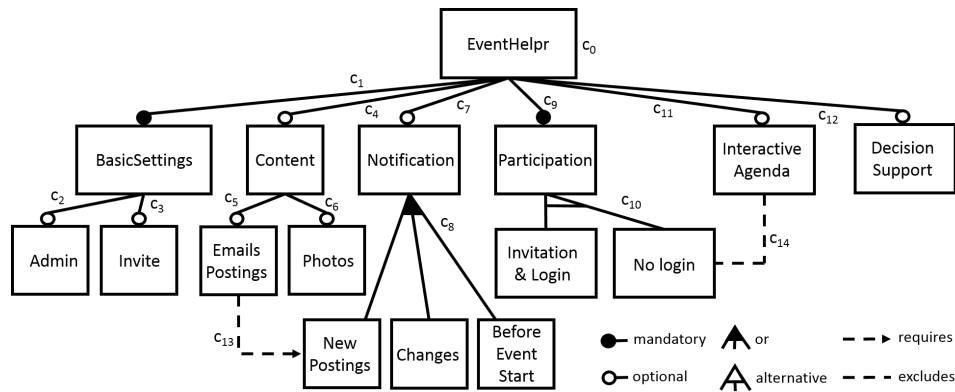 EventHelpr
c0
c1
c4
c7
c9
c11
c12
BasicSettings
Content
Notification
Participation
Interactive
Agenda
Decision
Support
c2
c3
c5
c6
c8
c10
Admin
Invite
Emails
Postings
Photos
Invitation
& Login
No login
c14
c13
New
Postings
Changes
Before
Event
Start
mandatory
or
requires
optional
alternative
excludes